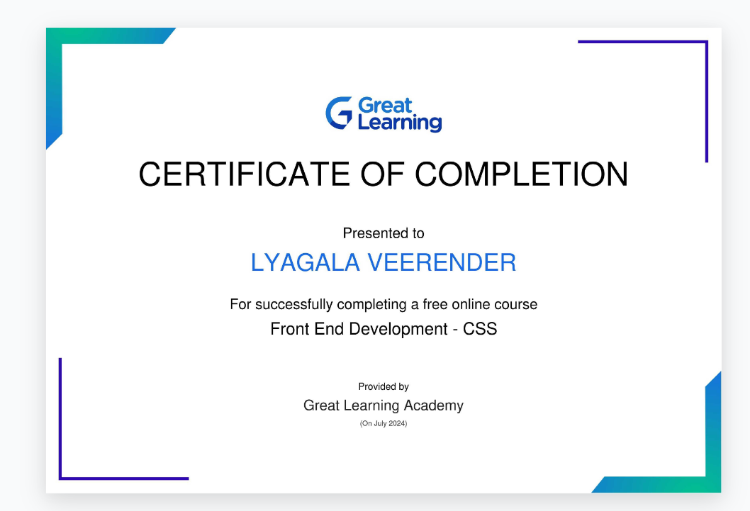 Great
Learning
CERTIFICATE OF COMPLETION
Presented to
LYAGALA VEERENDER
For successfully completing a free online course
Front End Development - CSS
Provided by
Great Learning Academy
(On July 2024)